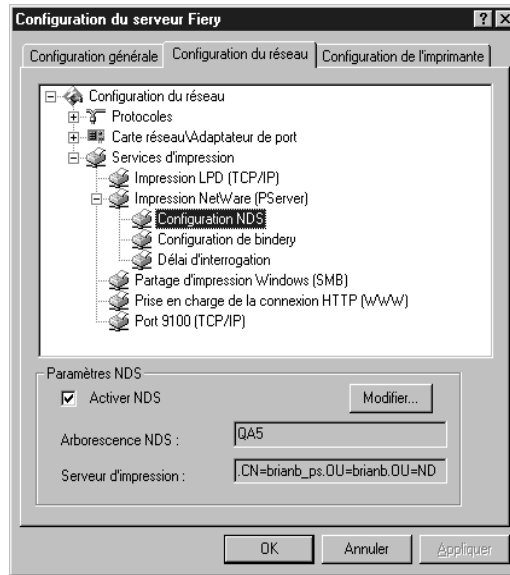 Configuration du serveur Fiery
Configuration générale Configuration du réseau Configuration de l'imprimante
Configuration du réseau
Protocoles
Carte réseau\Adaptateur de port
Services d'impression
Impression LPD (TCP/IP)
Impression NetWare (PServer)
Configuration NDS
Configuration de bindery
Délai d'interrogation
Partage d'impression Windows (SMB)
Prise en charge de la connexion HTTP (WWW)
Port 9100 (TCP/IP)
Paramètres NDS
Activer NDS Modifier...
Arborescence NDS : QA5
Serveur d'impression : .CN=brianb_ps.OU=brianb.OU=ND
OK Annuler Appliquer